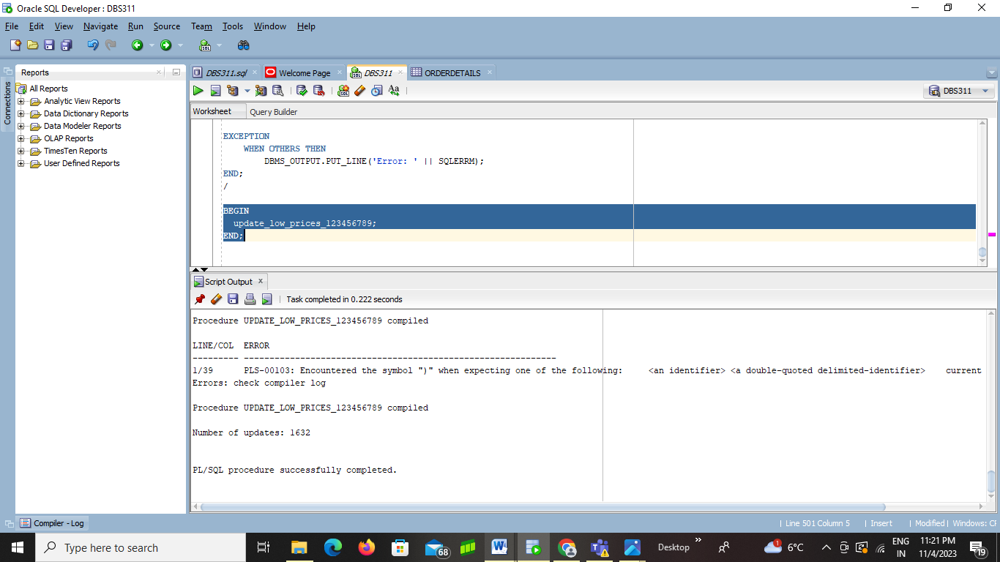 Oracle SQL Developer : DBS311
File Edit View Navigate Run Source Team Tools Window Help
Connections
Reports
All Reports
Analytic View Reports
Data Dictionary Reports
Data Modeler Reports
OLAP Reports
TimesTen Reports
User Defined Reports
DBS311.sql Welcome Page DBS311 ORDERDETAILS
DBS311
Worksheet Query Builder
EXCEPTION
WHEN OTHERS THEN
DBMS_OUTPUT.PUT_LINE('Error: ' || SQLERRM);
END;
/
BEGIN
update_low_prices_123456789;
END;
Script Output x
Task completed in 0.222 seconds
Procedure UPDATE_LOW_PRICES_123456789 compiled
LINE/COL ERROR
--------- -------------------------------------------------------------
1/39 PLS-00103: Encountered the symbol ")" when expecting one of the following: <an identifier> <a double-quoted delimited-identifier> current
Errors: check compiler log
Procedure UPDATE_LOW_PRICES_123456789 compiled
Number of updates: 1632
PL/SQL procedure successfully completed.
Compiler - Log
Line 501 Column 5 Insert Modified Windows: CF
Type here to search
68
Desktop
1
6°C
ENG
IN
11:21 PM
11/4/2023
19